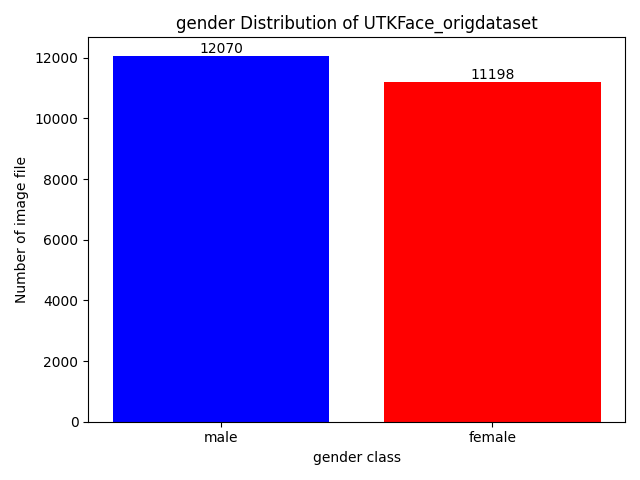 gender Distribution of UTKFace_origdataset
12070
11198
12000
10000
8000
6000
4000
2000
0
Number of image file
male
female
gender class